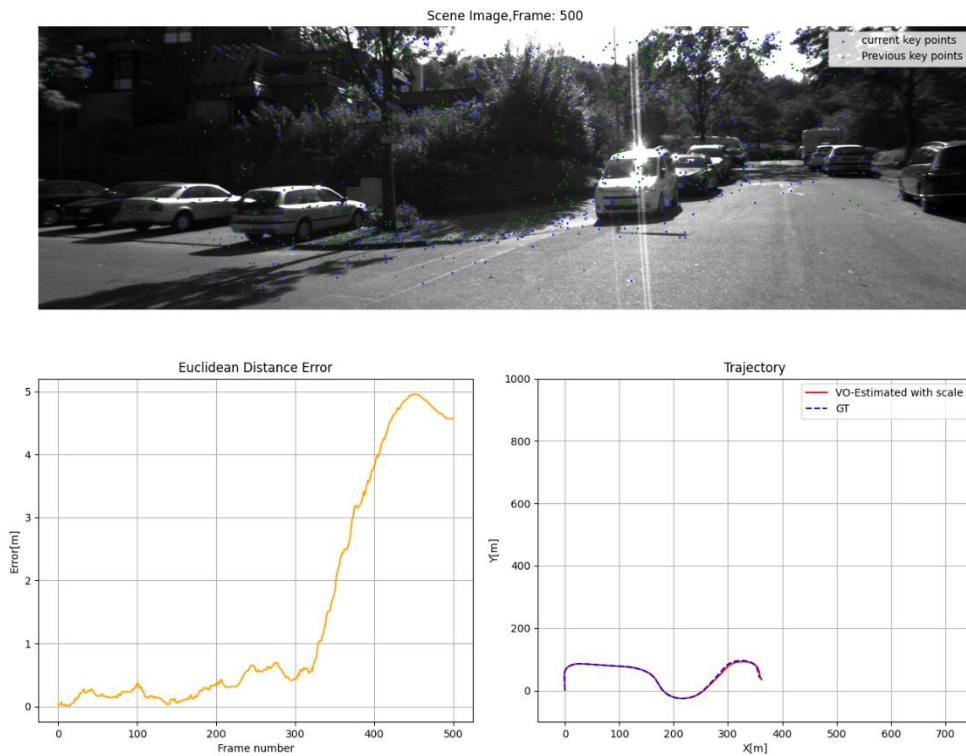 Scene Image,Frame: 500
current key points
Previous key points
Euclidean Distance Error
5
4
3
2
1
0
Error[m]
0
100
200
300
400
500
Frame number
Trajectory
VO-Estimated with scale
GT
1000
800
600
400
200
0
Y[m]
0
100
200
300
400
500
600
700
X[m]